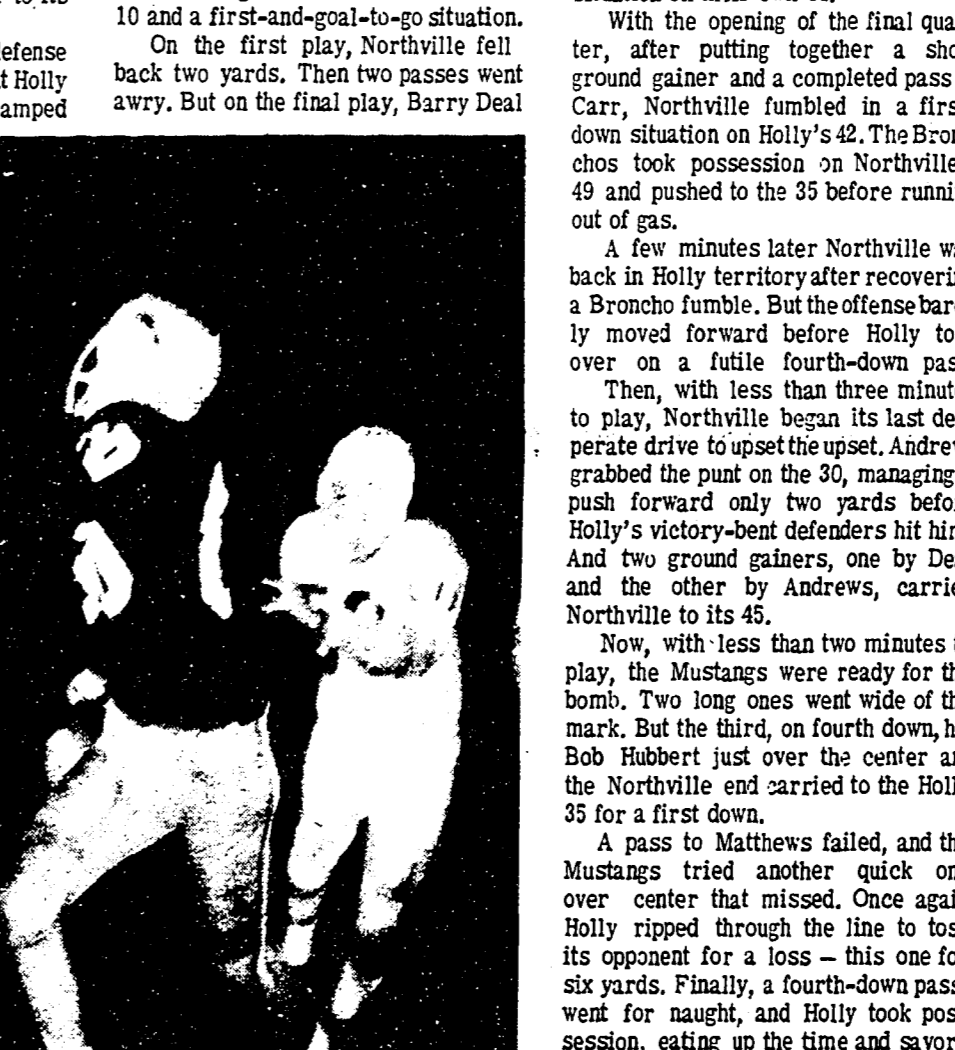 to its
efense
t Holly
amped
10 and a first-and-goal-to-go situation.
On the first play, Northville fell
back two yards. Then two passes went
awry. But on the final play, Barry Deal
With the opening of the final qua
ter, after putting together a sho
ground gainer and a completed pass
Carr, Northville fumbled in a firs
down situation on Holly's 42. The Bron
chos took possession on Northville
49 and pushed to the 35 before runni
out of gas.
A few minutes later Northville wa
back in Holly territory after recoveri
a Broncho fumble. But the offense bar
ly moved forward before Holly to
over on a futile fourth-down pas
Then, with less than three minute
to play, Northville began its last de
perate drive to upset the upset. Andrew
grabbed the punt on the 30, managing
push forward only two yards befor
Holly's victory-bent defenders hit him
And two ground gainers, one by Dea
and the other by Andrews, carrie
Northville to its 45.
Now, with less than two minutes t
play, the Mustangs were ready for th
bomb. Two long ones went wide of th
mark. But the third, on fourth down, h
Bob Hubbert just over the center an
the Northville end carried to the Holl
35 for a first down.
A pass to Matthews failed, and th
Mustangs tried another quick on
over center that missed. Once agai
Holly ripped through the line to tos
its opponent for a loss — this one fo
six yards. Finally, a fourth-down pass
went for naught, and Holly took pos
session, eating up the time and savor